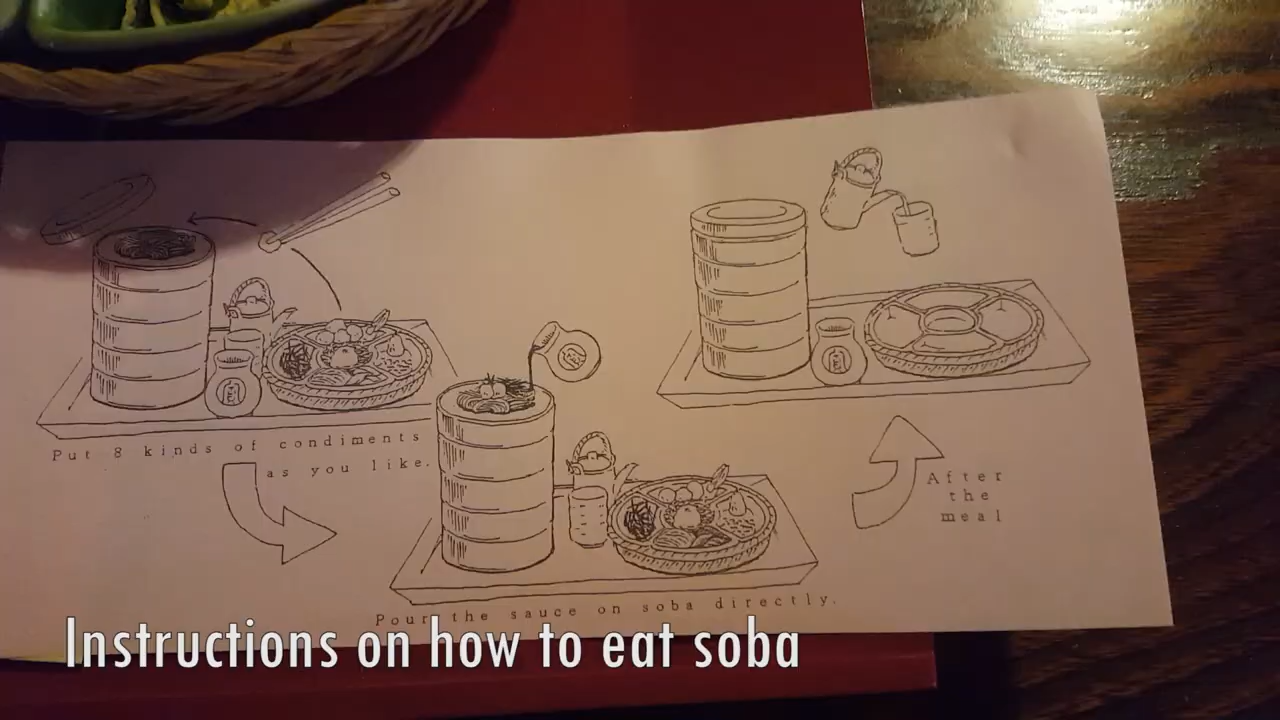 Put 8 kinds of condiments
as you like.
Pour the sauce on soba directly.
After
the
meal
Instructions on how to eat soba